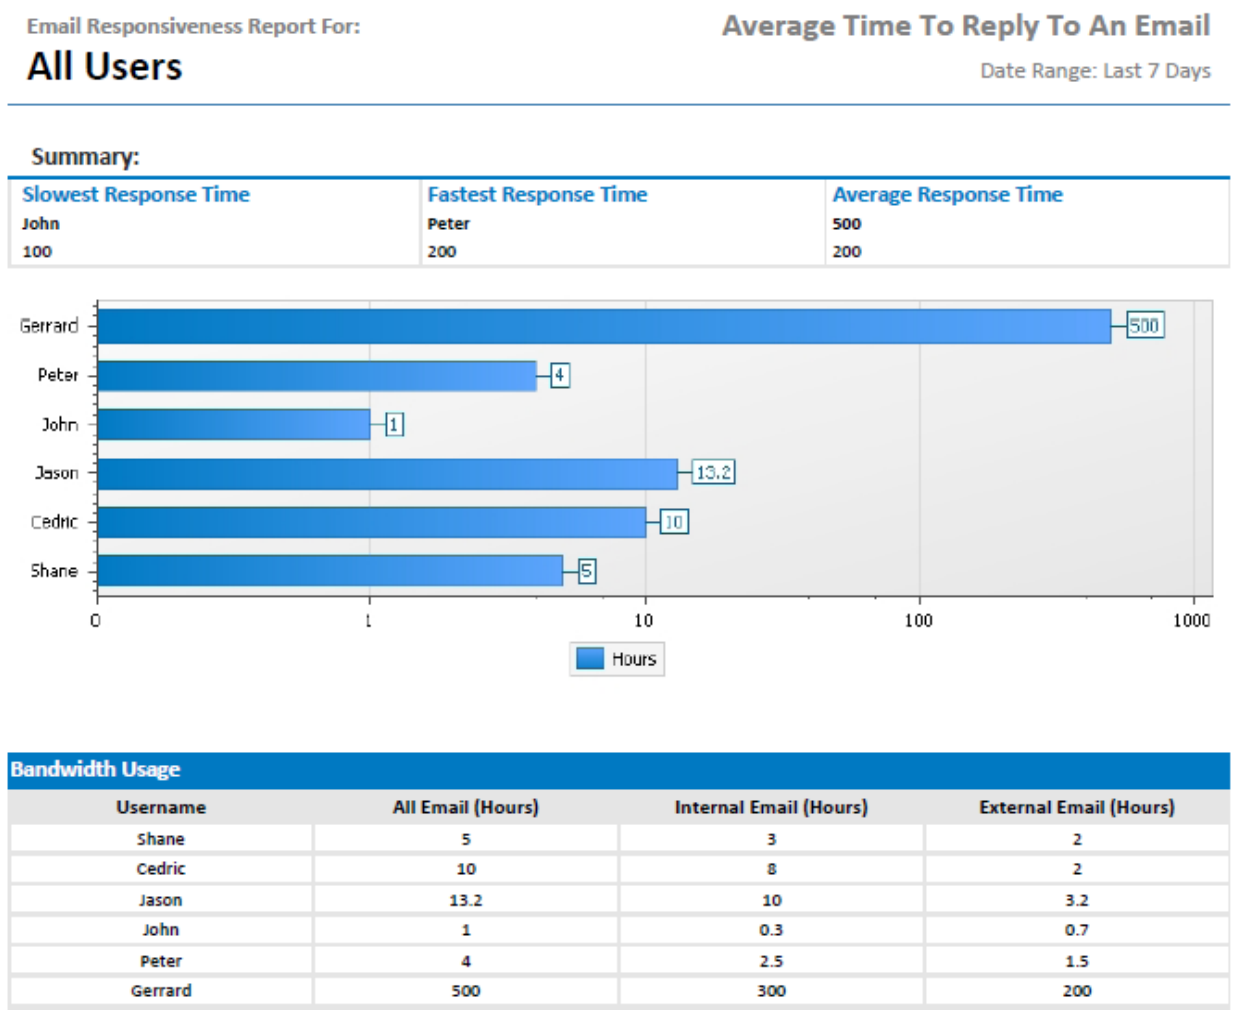 Email Responsiveness Report For:
Average Time To Reply To An Email
All Users
Date Range: Last 7 Days
Summary:
Slowest Response Time Fastest Response Time Average Response Time
John Peter 500
100 200 200
Gerrard 500
Peter 4
John 1
Jason 13.2
Cedric 10
Shane 5
0 1 10 100 1000
Hours
Bandwidth Usage
Username All Email (Hours) Internal Email (Hours) External Email (Hours)
Shane 5 3 2
Cedric 10 8 2
Jason 13.2 10 3.2
John 1 0.3 0.7
Peter 4 2.5 1.5
Gerrard 500 300 200